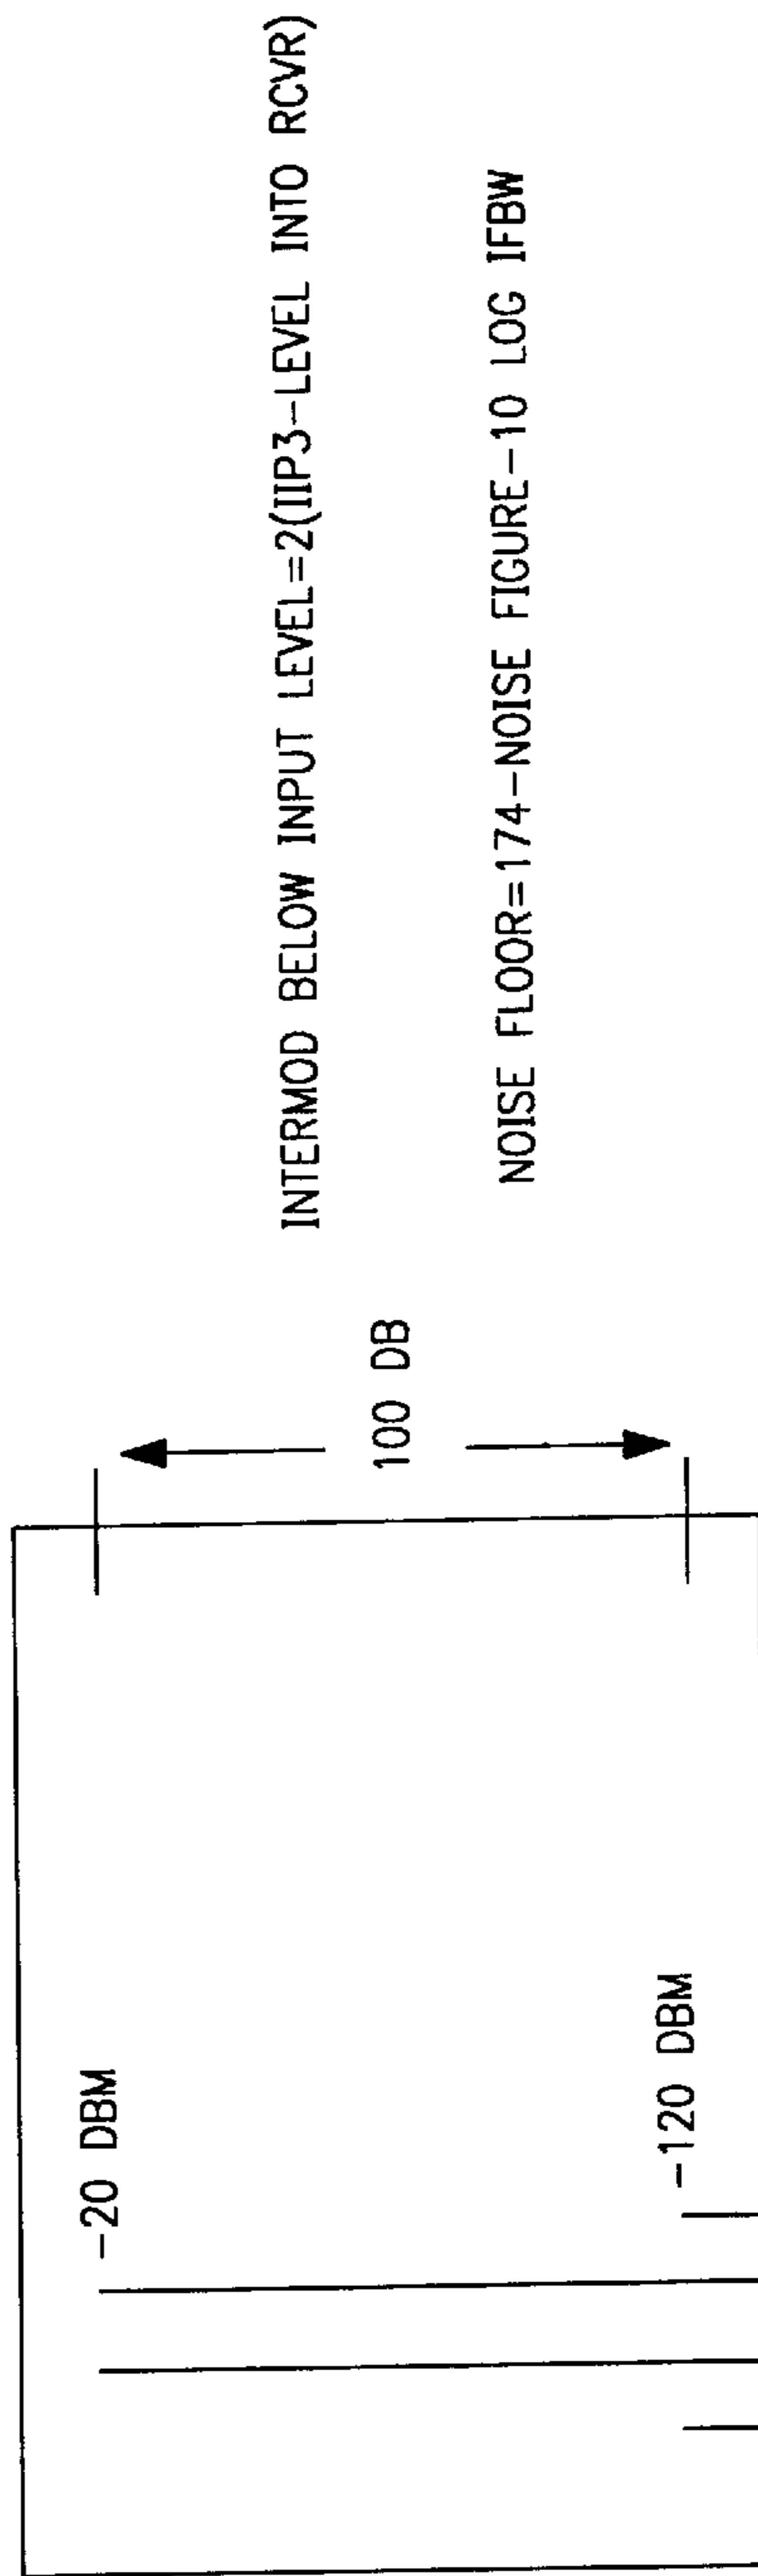 -20 DBM
-120 DBM
100 DB
INTERMOD BELOW INPUT LEVEL=2(IIP3-LEVEL INTO RCVR)
NOISE FLOOR=174-NOISE FIGURE-10 LOG IFBW